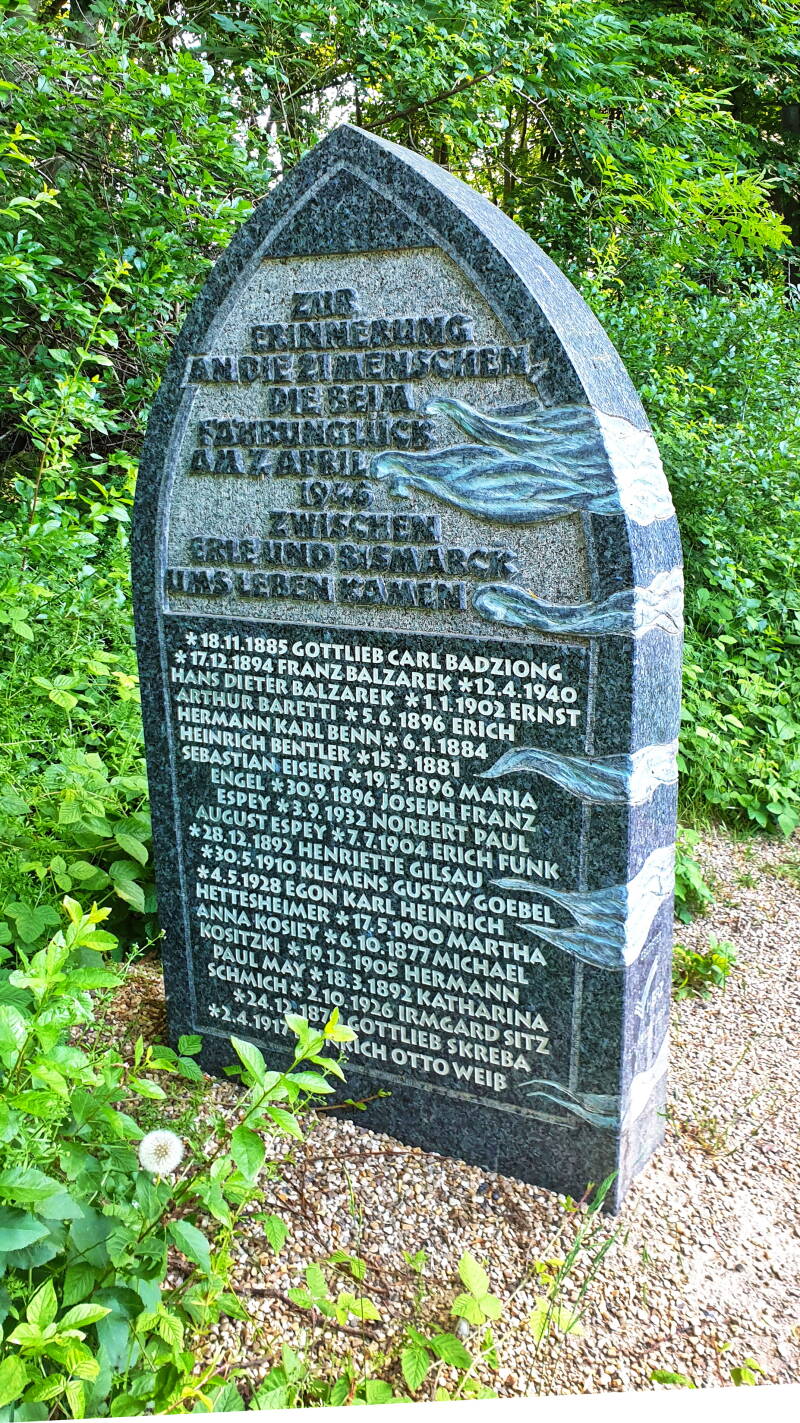 ZUR
ERINNERUNG
AN DIE 21 MENSCHEN,
DIE BEIM
FÄHRUNGLÜCK
AM 7. APRIL
1946
ZWISCHEN
ERLE UND BISMARCK
UMS LEBEN KAMEN
*18.11.1885 GOTTLIEB CARL BADZIONG
*17.12.1894 FRANZ BALZAREK *12.4.1940
HANS DIETER BALZAREK *1.1.1902 ERNST
ARTHUR BARETTI *5.6.1896 ERICH
HERMANN KARL BENN *6.1.1884
HEINRICH BENTLER *15.3.1881
SEBASTIAN EISERT *19.5.1896 MARIA
ENGEL *30.9.1896 JOSEPH FRANZ
ESPEY *3.9.1932 NORBERT PAUL
AUGUST ESPEY *7.7.1904 ERICH FUNK
*28.12.1892 HENRIETTE GILSAU
*30.5.1910 KLEMENS GUSTAV GOEBEL
*4.5.1928 EGON KARL HEINRICH
HETTESHEIMER *17.5.1900 MARTHA
ANNA KOSIEY *6.10.1877 MICHAEL
KOSITZKI *19.12.1905 HERMANN
PAUL MAY *18.3.1892 KATHARINA
SCHMICH *2.10.1926 IRMGARD SITZ
GOTTLIEB SKREBA
OTTO WEIß